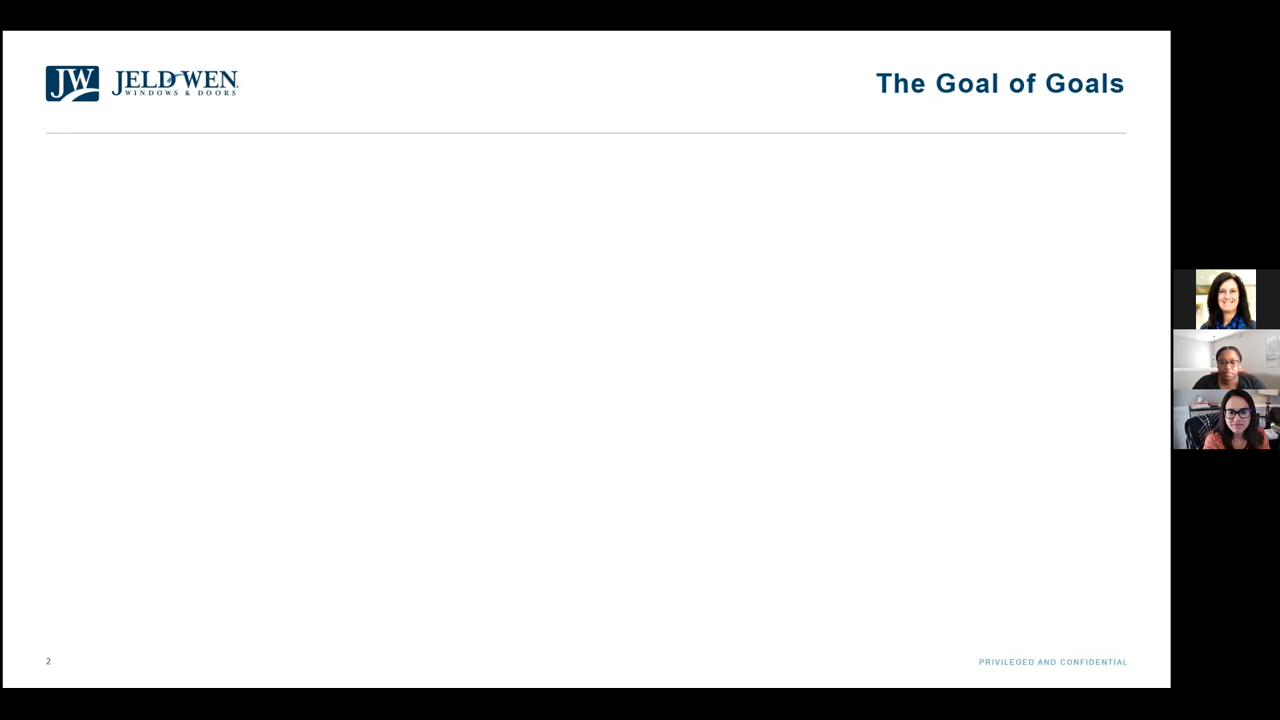 JW JELD-WEN
WINDOWS & DOORS
The Goal of Goals
2
PRIVILEGED AND CONFIDENTIAL